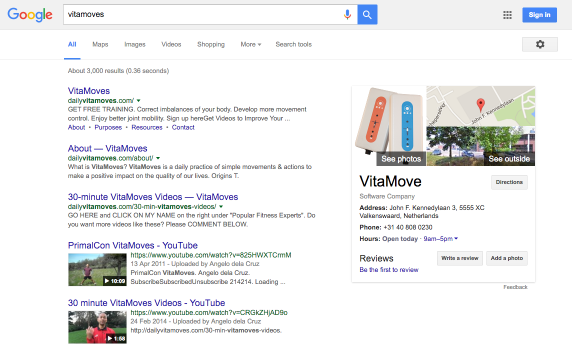 Google
vitamoves
Sign in
All Maps Images Videos Shopping More Search tools
About 3,000 results (0.36 seconds)
VitaMoves
dailyvitamoves.com/
GET FREE TRAINING. Correct imbalances of your body. Develop more movement
control. Enjoy better joint mobility. Sign up hereGet Videos to Improve Your ...
About · Purposes · Resources · Contact
About — VitaMoves
dailyvitamoves.com/about/
What is VitaMoves? VitaMoves is a daily practice of simple movements & actions to
make a positive impact on the quality of our lives. Origins T.
30-minute VitaMoves Videos — VitaMoves
dailyvitamoves.com/30-minute-vitamoves-videos/
GO HERE and CLICK ON MY NAME on the right under "Popular Fitness Experts". Do
you want more videos like these? Please COMMENT BELOW.
PrimalCon VitaMoves - YouTube
https://www.youtube.com/watch?v=825HWXTCrmM
13 Apr 2011 - Uploaded by Angelo dela Cruz
PrimalCon VitaMoves. Angelo dela Cruz.
SubscribeSubscribedUnsubscribe 214214. Loading ...
10:09
30 minute VitaMoves Videos - YouTube
https://www.youtube.com/watch?v=CRGkZHjAD9o
24 Feb 2014 - Uploaded by Angelo dela Cruz
http://dailyvitamoves.com/30-min-vitamoves-videos.
1:58
John F. Kennedylaan
See photos
See outside
VitaMove
Directions
Software Company
Address: John F. Kennedylaan 3, 5555 XC
Valkenswaard, Netherlands
Phone: +31 40 808 0230
Hours: Open today · 9am–5pm
Reviews
Write a review
Add a photo
Be the first to review
Feedback